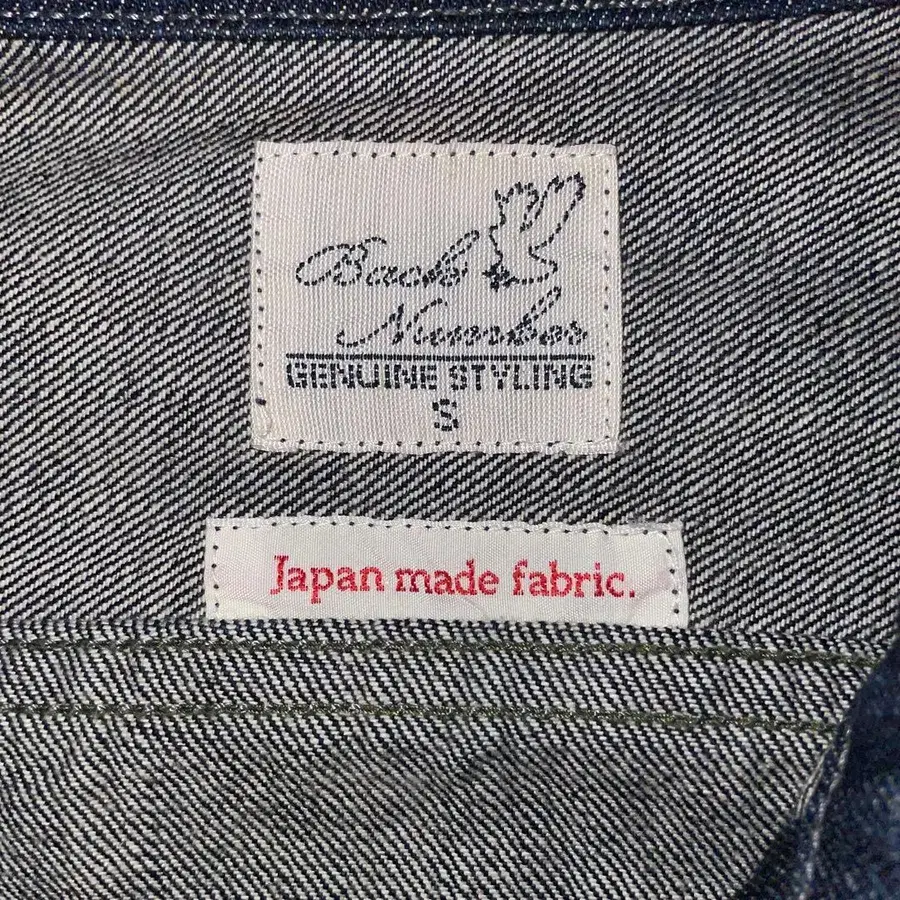 Back
Number
GENUINE STYLING
S
Japan made fabric.